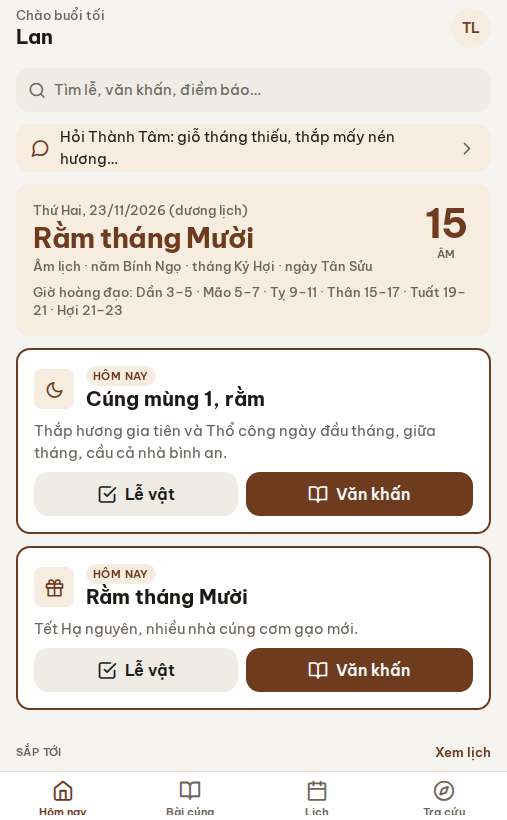 Chào buổi tối
Lan
TL
Tìm lễ, văn khấn, điềm báo...
Hỏi Thành Tâm: giỗ tháng thiếu, thắp mấy nén
hương...
Thứ Hai, 23/11/2026 (dương lịch)
Rằm tháng Mười
15
ÂM
Âm lịch · năm Bính Ngọ · tháng Kỷ Hợi · ngày Tân Sửu
Giờ hoàng đạo: Dần 3–5 · Mão 5–7 · Tỵ 9–11 · Thân 15–17 · Tuất 19–
21 · Hợi 21–23
HÔM NAY
Cúng mùng 1, rằm
Thắp hương gia tiên và Thổ công ngày đầu tháng, giữa
tháng, cầu cả nhà bình an.
Lễ vật
Văn khấn
HÔM NAY
Rằm tháng Mười
Tết Hạ nguyên, nhiều nhà cúng cơm gạo mới.
Lễ vật
Văn khấn
SẮP TỚI
Xem lịch
Hôm nay
Bài cúng
Lịch
Tra cứu